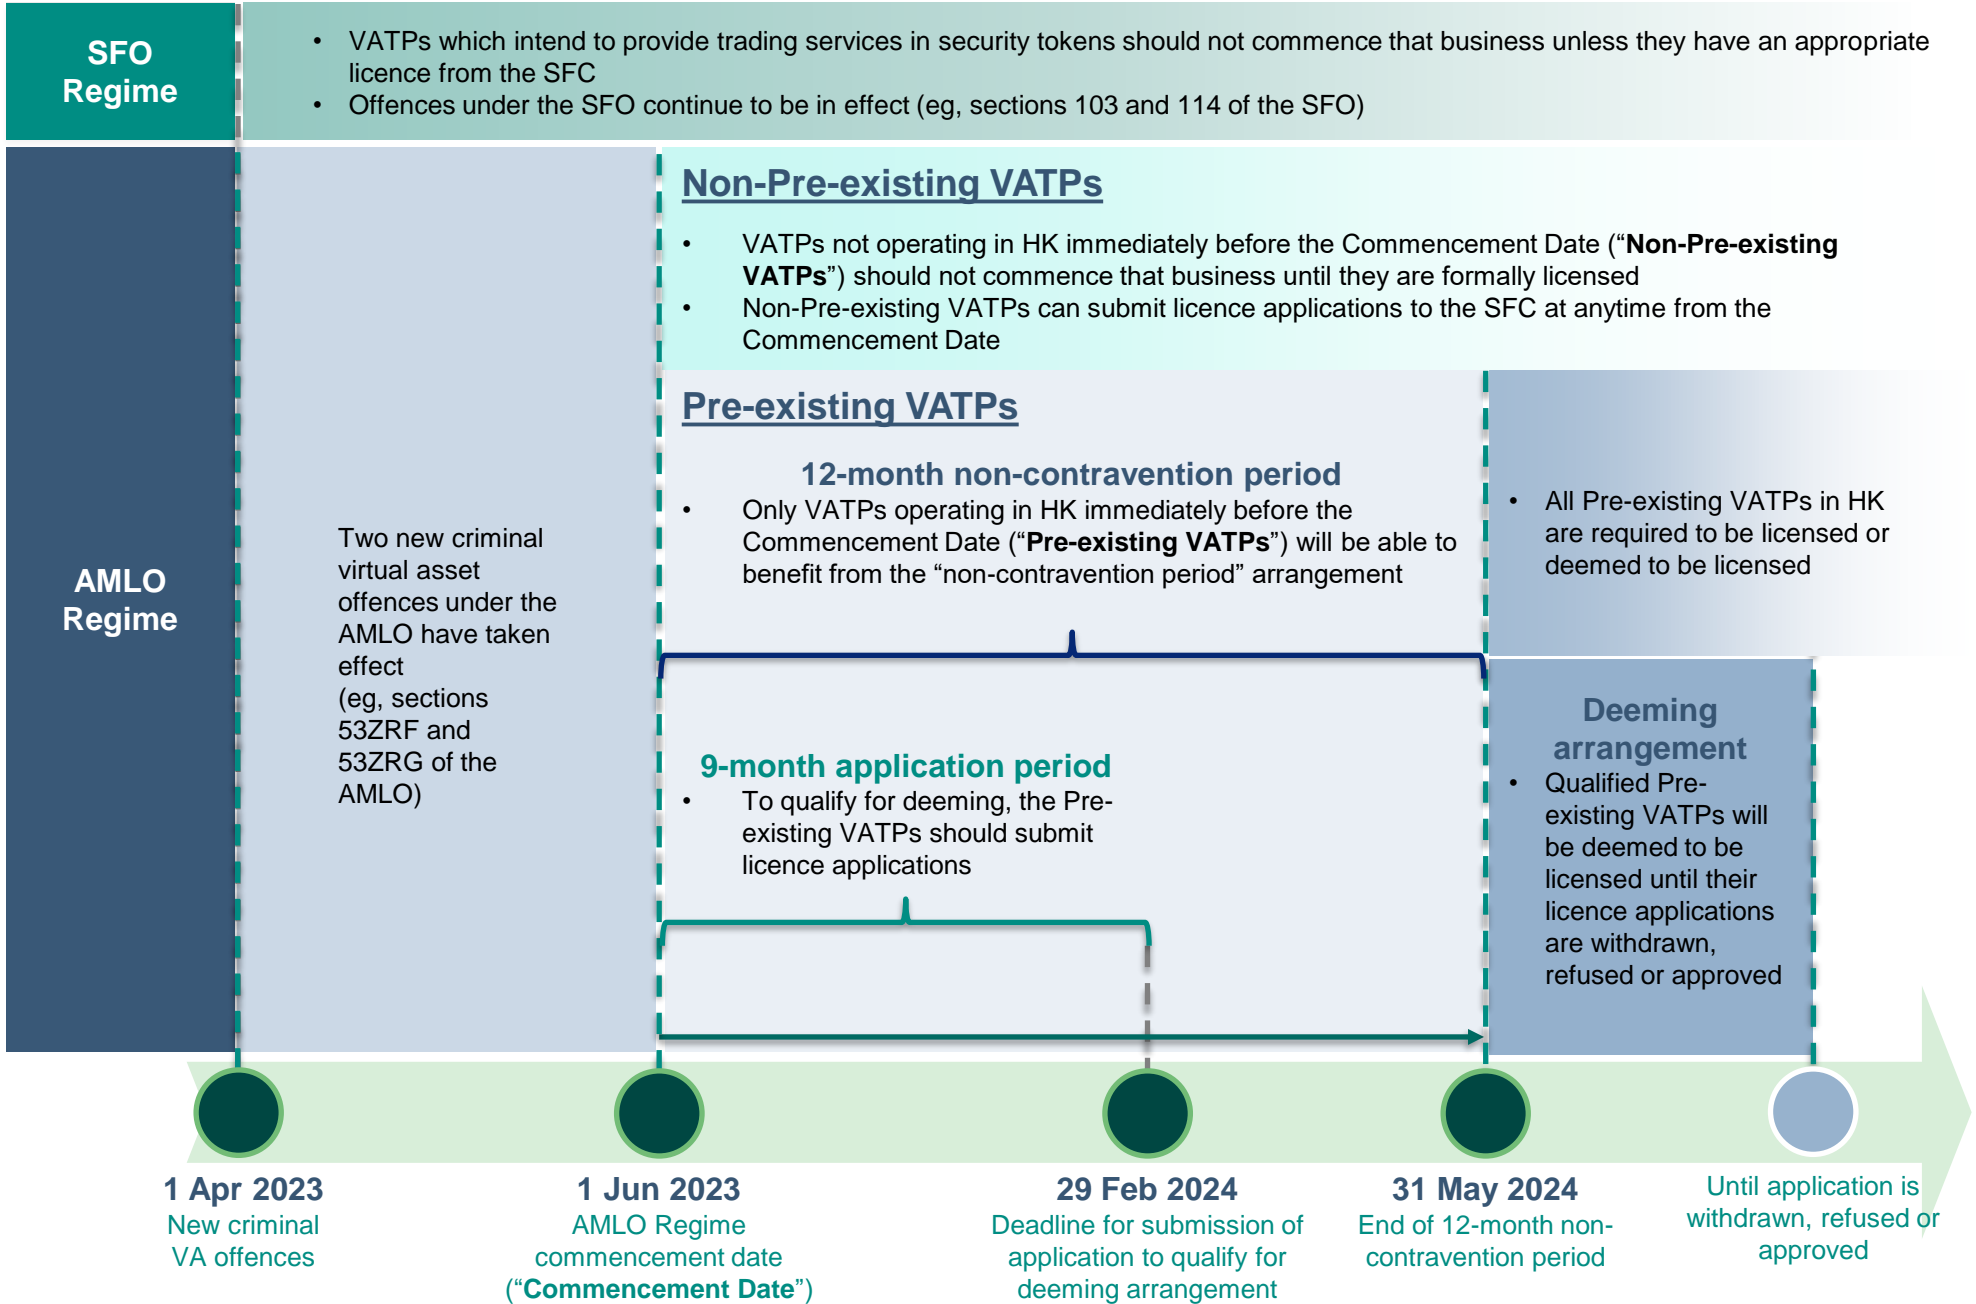 SFO
Regime
• VATPs which intend to provide trading services in security tokens should not commence that business unless they have an appropriate
licence from the SFC
• Offences under the SFO continue to be in effect (eg, sections 103 and 114 of the SFO)
AMLO
Regime
Two new criminal
virtual asset
offences under the
AMLO have taken
effect
(eg, sections
53ZRF and
53ZRG of the
AMLO)
Non-Pre-existing VATPs
• VATPs not operating in HK immediately before the Commencement Date (“Non-Pre-existing
VATPs”) should not commence that business until they are formally licensed
• Non-Pre-existing VATPs can submit licence applications to the SFC at anytime from the
Commencement Date
Pre-existing VATPs
12-month non-contravention period
• Only VATPs operating in HK immediately before the
Commencement Date (“Pre-existing VATPs”) will be able to
benefit from the “non-contravention period” arrangement
9-month application period
• To qualify for deeming, the Pre-
existing VATPs should submit
licence applications
• All Pre-existing VATPs in HK
are required to be licensed or
deemed to be licensed
Deeming
arrangement
• Qualified Pre-
existing VATPs will
be deemed to be
licensed until their
licence applications
are withdrawn,
refused or approved
1 Apr 2023
New criminal
VA offences
1 Jun 2023
AMLO Regime
commencement date
(“Commencement Date”)
29 Feb 2024
Deadline for submission of
application to qualify for
deeming arrangement
31 May 2024
End of 12-month non-
contravention period
Until application is
withdrawn, refused or
approved